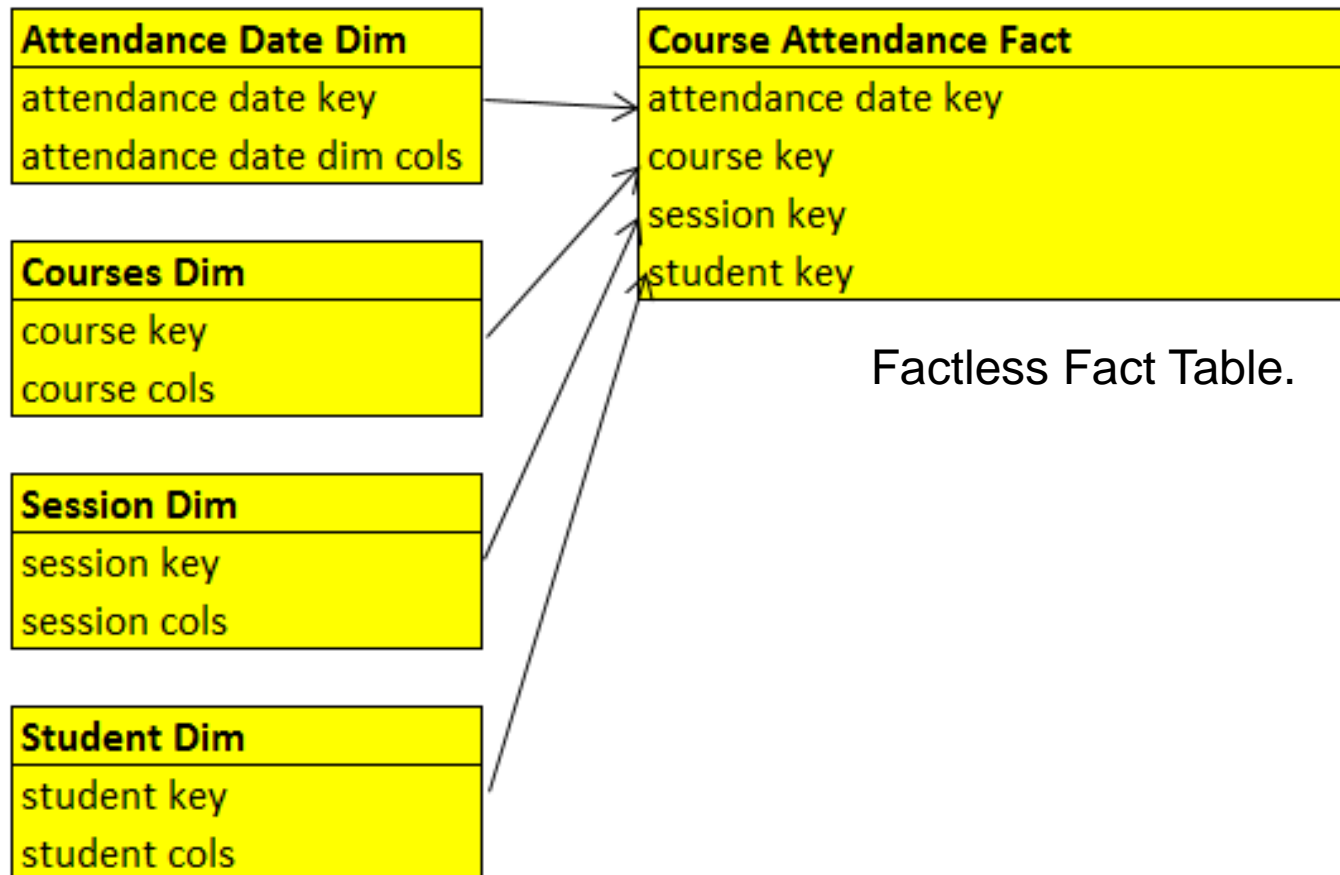 Attendance Date Dim
attendance date key
attendance date dim cols
Courses Dim
course key
course cols
Session Dim
session key
session cols
Student Dim
student key
student cols
Course Attendance Fact
attendance date key
course key
session key
student key
Factless Fact Table.